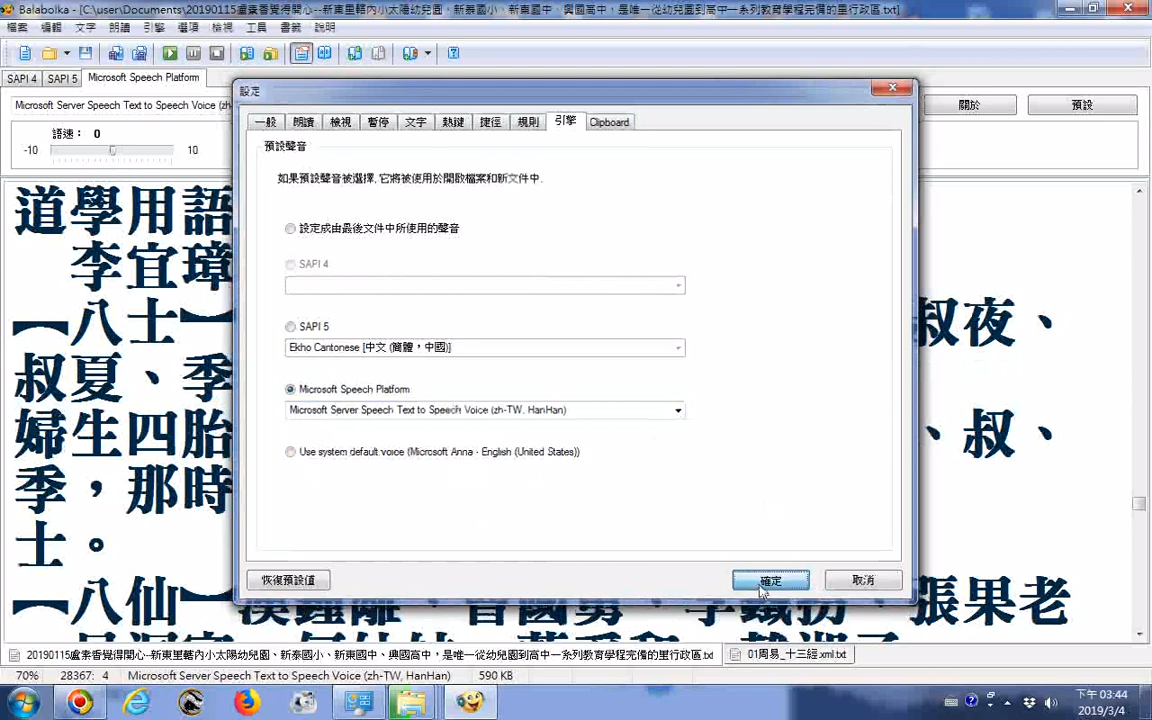 Balabolka - [C:\user\Documents\20190115盧素香覺得開心--新東里轄內小太陽幼兒園、新泰國小、新東國中、興國高中，是唯一從幼兒園到高中一系列教育學程完備的里行政區.txt]
檔案 編輯 文字 朗讀 引擎 選項 檢視 工具 書籤 說明
SAPI 4 SAPI 5 Microsoft Speech Platform
Microsoft Server Speech Text to Speech Voice (zh-
關於 預設
語速： 0
-10 10
設定
一般 朗讀 檢視 暫停 文字 熱鍵 捷徑 規則 引擎 Clipboard
預設聲音
如果預設聲音被選擇, 它將被使用於開啟檔案和新文件中.
設定成由最後文件中所使用的聲音
SAPI 4
SAPI 5
Ekho Cantonese [中文 (簡體，中國)]
Microsoft Speech Platform
Microsoft Server Speech Text to Speech Voice (zh-TW, HanHan)
Use system default voice (Microsoft Anna - English (United States))
恢復預設值 確定 取消
道學用語
李宜璋
【八士】 叔夜、
叔夏、季
婦生四胎 、叔、
季，那時
士。
【八仙】漢鍾離、曹國舅、李鐵拐、張果老
20190115盧素香覺得開心--新東里轄內小太陽幼兒園、新泰國小、新東國中、興國高中，是唯一從幼兒園到高中一系列教育學程完備的里行政區.txt 01周易_十三經.xml.txt
70% 28367: 4 Microsoft Server Speech Text to Speech Voice (zh-TW, HanHan) 590 KB
下午 03:44
2019/3/4